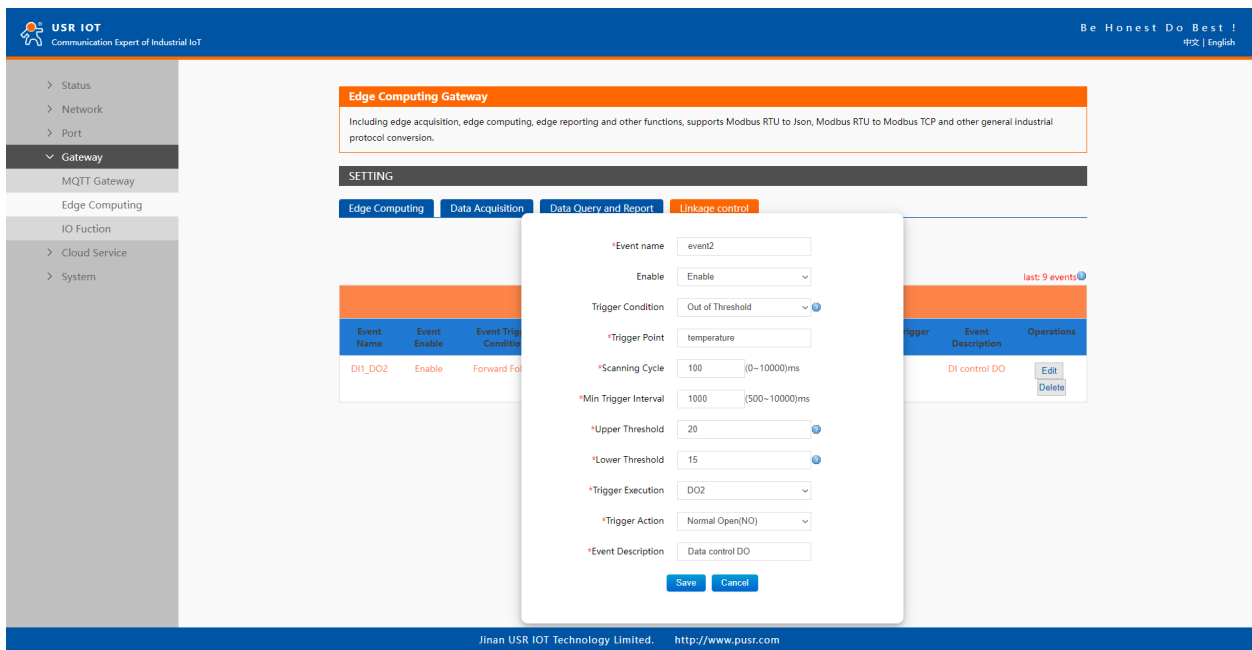 USR IOT
Communication Expert of Industrial IoT
Be Honest Do Best !
中文 | English
Status
Network
Port
Gateway
MQTT Gateway
Edge Computing
IO Fuction
Cloud Service
System
Edge Computing Gateway
Including edge acquisition, edge computing, edge reporting and other functions, supports Modbus RTU to Json, Modbus RTU to Modbus TCP and other general industrial
protocol conversion.
SETTING
Edge Computing Data Acquisition Data Query and Report Linkage control
last: 9 events
Event Name Event Enable Event Trig Conditio rigger Event Description Operations
DI1_DO2 Enable Forward Fol DI control DO Edit
Delete
*Event name event2
Enable Enable
Trigger Condition Out of Threshold
*Trigger Point temperature
*Scanning Cycle 100 (0~10000)ms
*Min Trigger Interval 1000 (500~10000)ms
*Upper Threshold 20
*Lower Threshold 15
*Trigger Execution DO2
*Trigger Action Normal Open(NO)
*Event Description Data control DO
Save Cancel
Jinan USR IOT Technology Limited. http://www.pusr.com